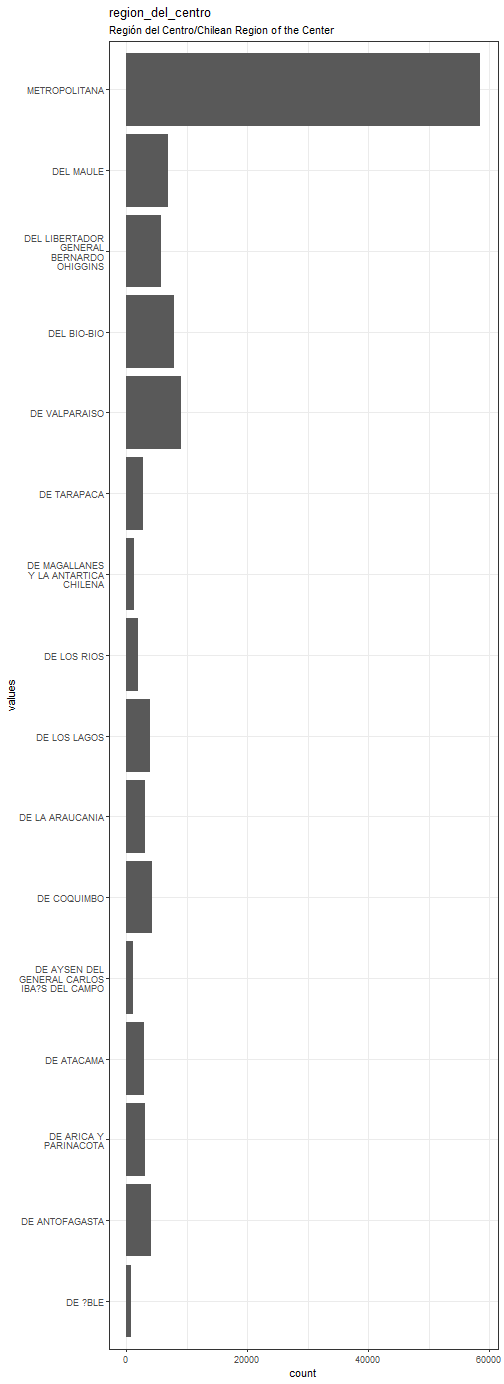 region_del_centro
Región del Centro/Chilean Region of the Center
METROPOLITANA
DEL MAULE
DEL LIBERTADOR
GENERAL
BERNARDO
OHIGGINS
DEL BIO-BIO
DE VALPARAISO
DE TARAPACA
DE MAGALLANES
Y LA ANTARTICA
CHILENA
DE LOS RIOS
values
DE LOS LAGOS
DE LA ARAUCANIA
DE COQUIMBO
DE AYSEN DEL
GENERAL CARLOS
IBA?S DEL CAMPO
DE ATACAMA
DE ARICA Y
PARINACOTA
DE ANTOFAGASTA
DE ?BLE
0 20000 40000 60000
count